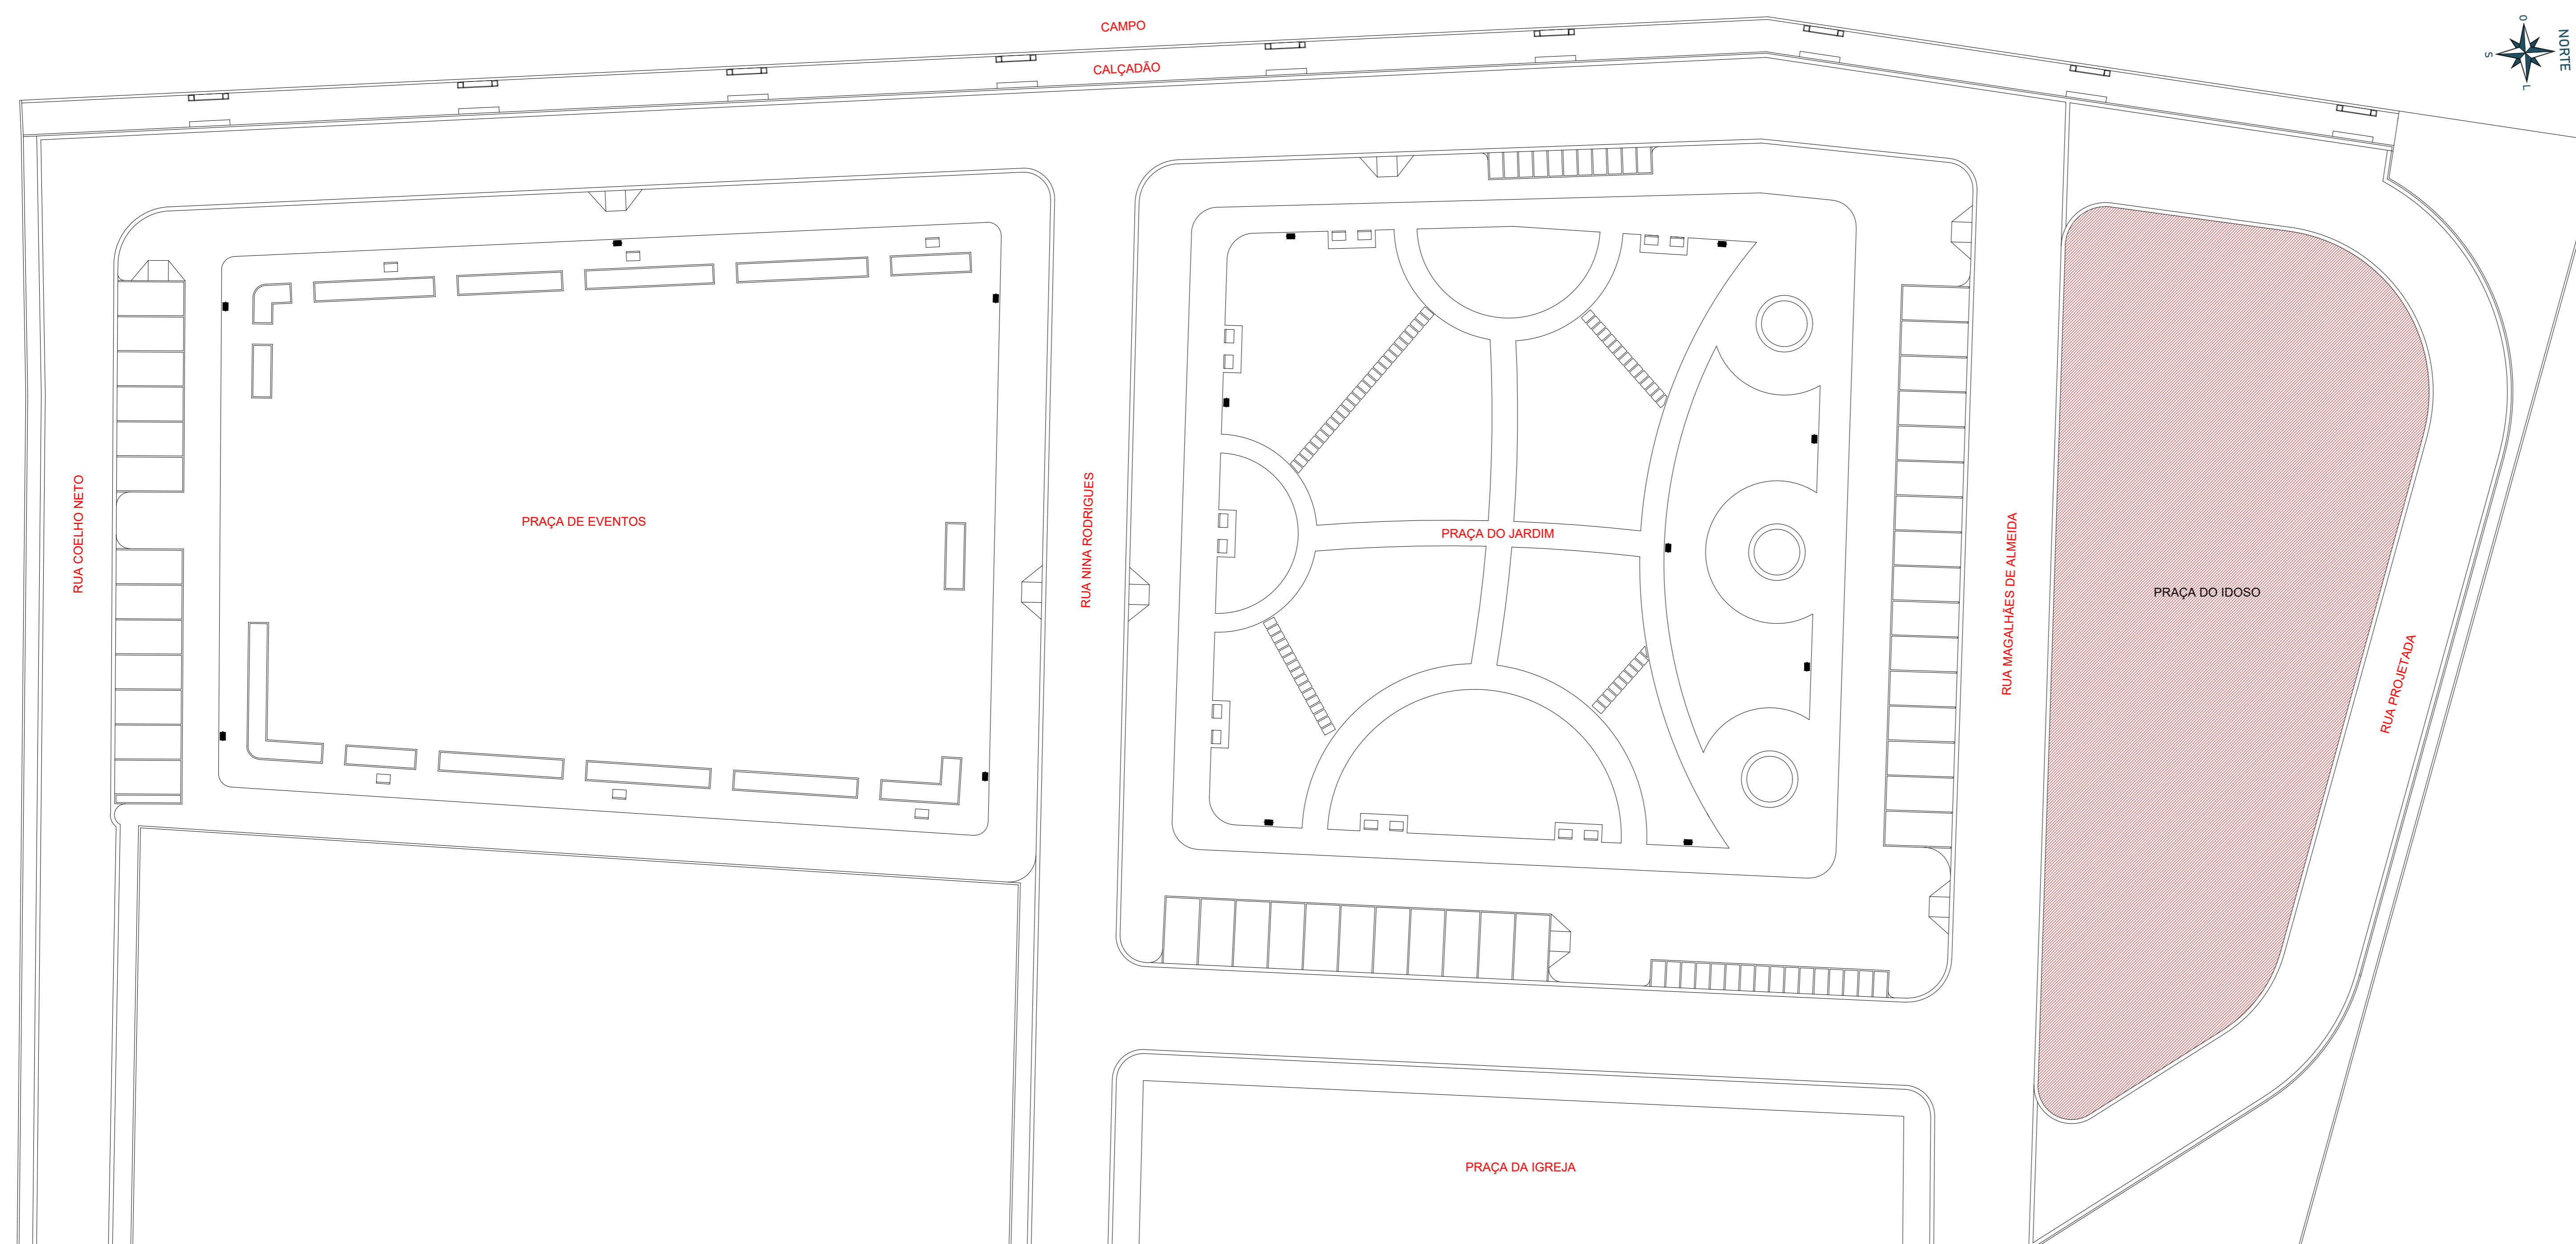 CAMPO
CALÇADÃO
O
S
NORTE
L
RUA COELHO NETO
PRAÇA DE EVENTOS
RUA NINA RODRIGUES
PRAÇA DO JARDIM
RUA MAGALHÃES DE ALMEIDA
PRAÇA DO IDOSO
RUA PROJETADA
PRAÇA DA IGREJA